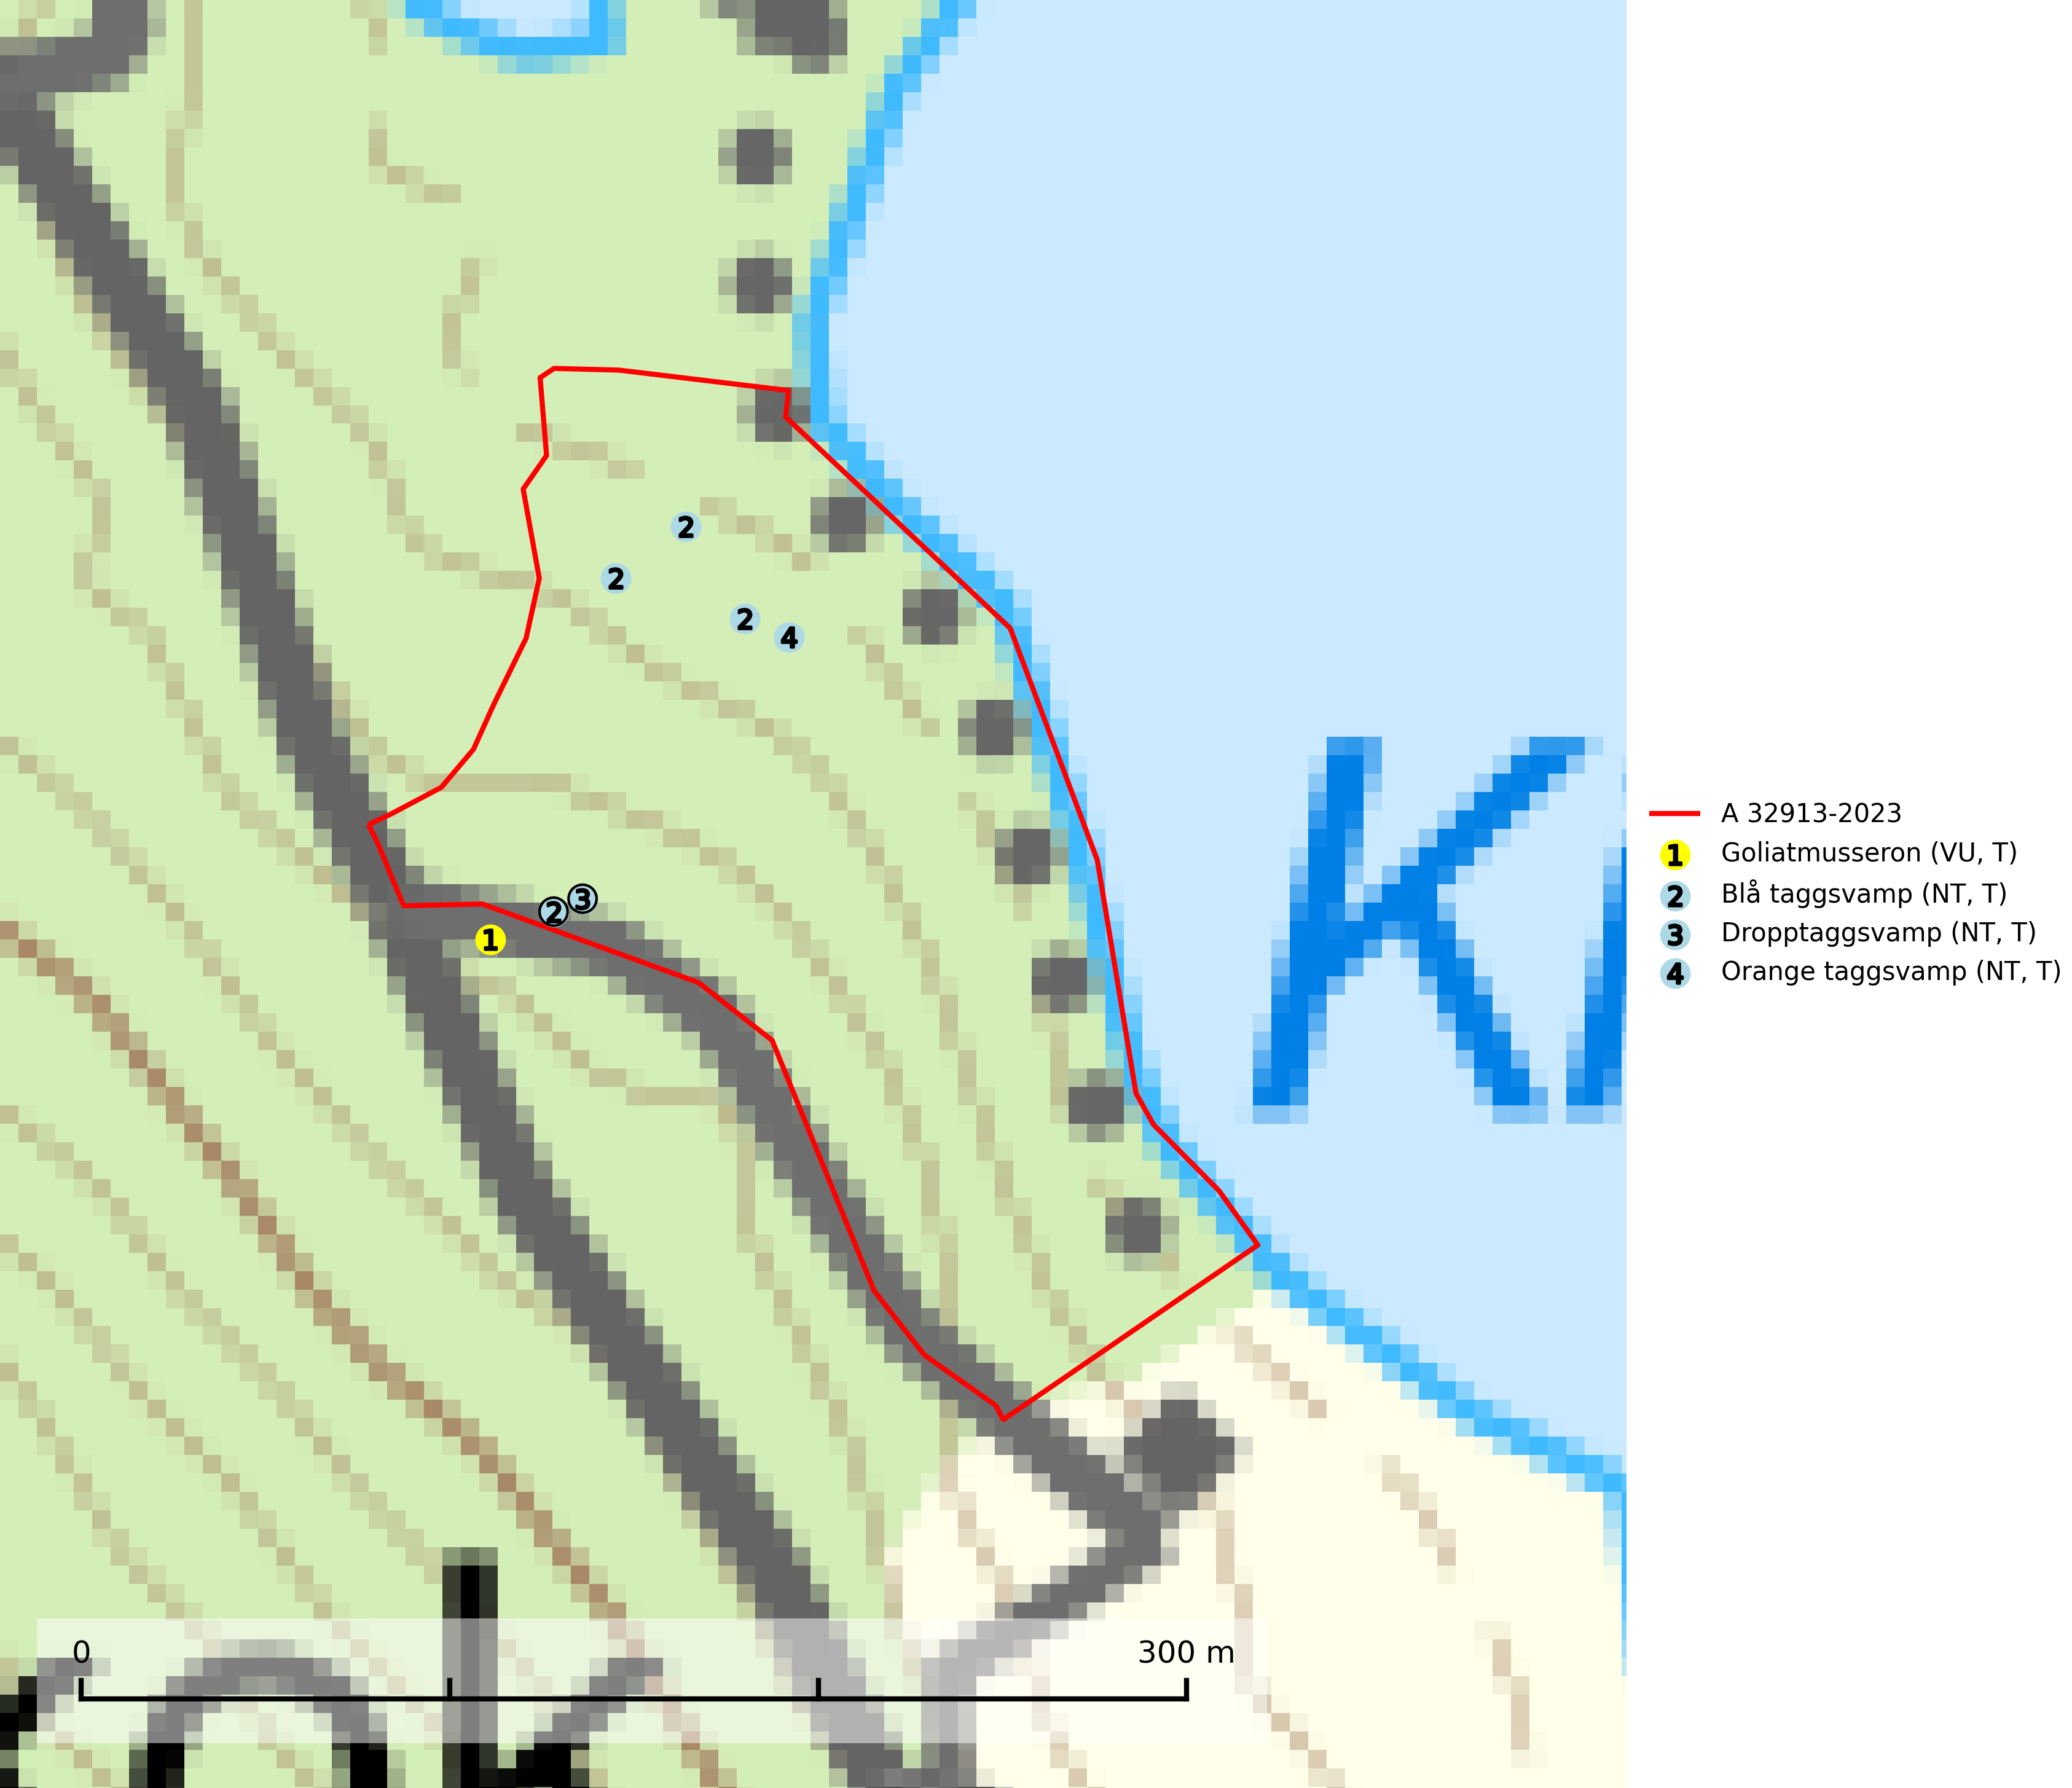 2
2
2
4
2
3
1
0
300 m
A 32913-2023
1 Goliatmusseron (VU, T)
2 Blå taggsvamp (NT, T)
3 Dropptaggsvamp (NT, T)
4 Orange taggsvamp (NT, T)